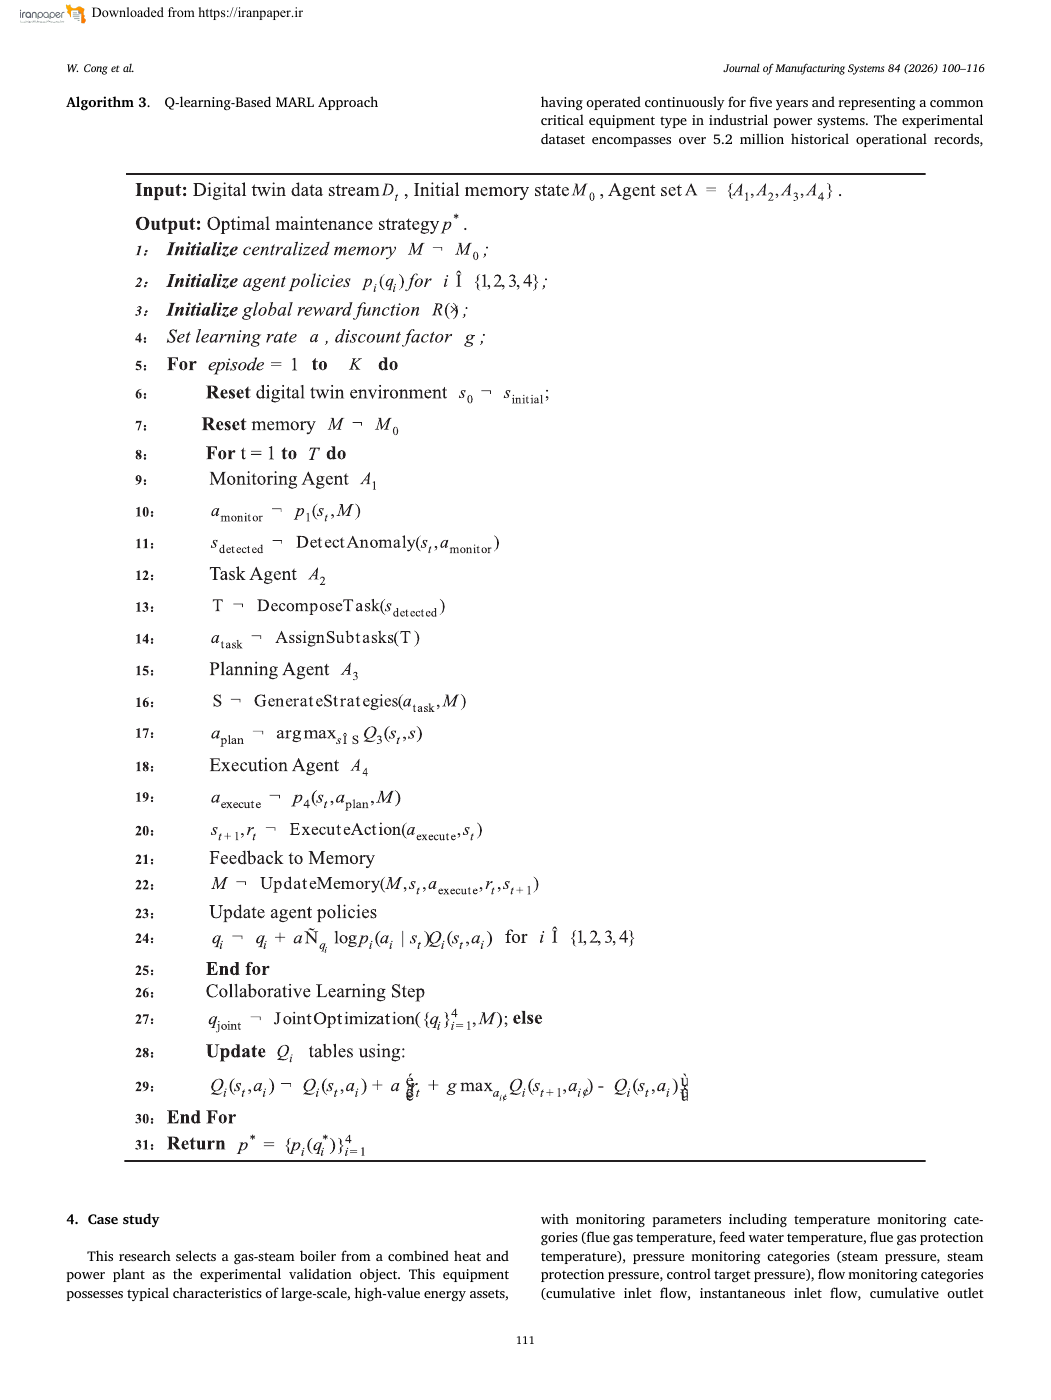 iranpaper Downloaded from https://iranpaper.ir
W. Cong et al.
Journal of Manufacturing Systems 84 (2026) 100–116
Algorithm 3. Q-learning-Based MARL Approach
having operated continuously for five years and representing a common
critical equipment type in industrial power systems. The experimental
dataset encompasses over 5.2 million historical operational records,
Input: Digital twin data stream D_t , Initial memory state M_0 , Agent set A = {A_1,A_2,A_3,A_4} .
Output: Optimal maintenance strategy p^* .
1: Initialize centralized memory M ¬ M_0 ;
2: Initialize agent policies p_i(q_i) for i Î {1,2,3,4} ;
3: Initialize global reward function R(×) ;
4: Set learning rate a , discount factor g ;
5: For episode = 1 to K do
6: Reset digital twin environment s_0 ¬ s_initial;
7: Reset memory M ¬ M_0
8: For t = 1 to T do
9: Monitoring Agent A_1
10: a_monitor ¬ p_1(s_t,M)
11: s_detected ¬ DetectAnomaly(s_t,a_monitor)
12: Task Agent A_2
13: T ¬ DecomposeTask(s_detected)
14: a_task ¬ AssignSubtasks(T)
15: Planning Agent A_3
16: S ¬ GenerateStrategies(a_task,M)
17: a_plan ¬ arg max_sÎS Q_3(s_t,s)
18: Execution Agent A_4
19: a_execute ¬ p_4(s_t,a_plan,M)
20: s_t+1,r_t ¬ ExecuteAction(a_execute,s_t)
21: Feedback to Memory
22: M ¬ UpdateMemory(M,s_t,a_execute,r_t,s_t+1)
23: Update agent policies
24: q_i ¬ q_i + aÑ_q_i log p_i(a_i | s_t)Q_i(s_t,a_i) for i Î {1,2,3,4}
25: End for
26: Collaborative Learning Step
27: q_joint ¬ JointOptimization({q_i}_i=1^4,M); else
28: Update Q_i tables using:
29: Q_i(s_t,a_i) ¬ Q_i(s_t,a_i) + a r_t + g max_a_i¢ Q_i(s_t+1,a_i¢) - Q_i(s_t,a_i)
30: End For
31: Return p^* = {p_i(q_i^*)}_i=1^4
4. Case study
This research selects a gas-steam boiler from a combined heat and
power plant as the experimental validation object. This equipment
possesses typical characteristics of large-scale, high-value energy assets,
with monitoring parameters including temperature monitoring cate-
gories (flue gas temperature, feed water temperature, flue gas protection
temperature), pressure monitoring categories (steam pressure, steam
protection pressure, control target pressure), flow monitoring categories
(cumulative inlet flow, instantaneous inlet flow, cumulative outlet
111